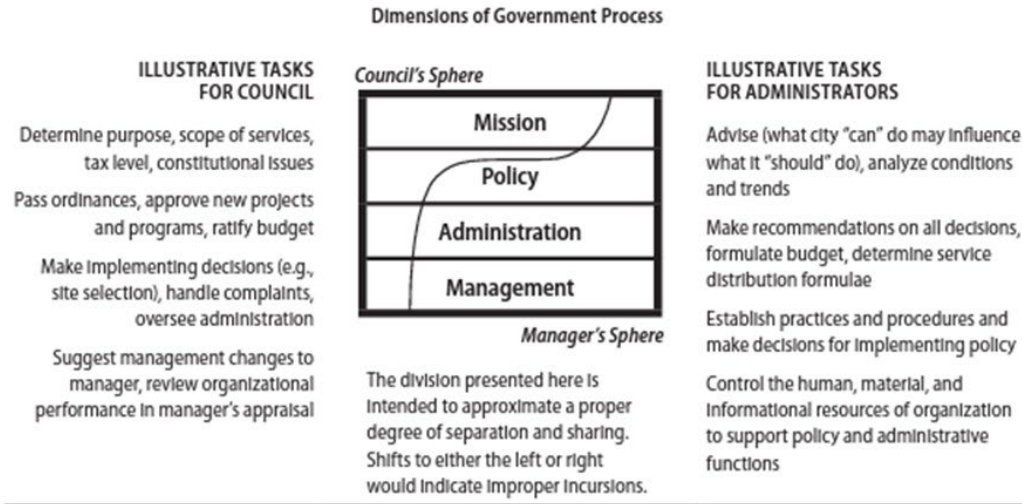 Dimensions of Government Process
ILLUSTRATIVE TASKS
FOR COUNCIL
Determine purpose, scope of services,
tax level, constitutional issues
Pass ordinances, approve new projects
and programs, ratify budget
Make implementing decisions (e.g.,
site selection), handle complaints,
oversee administration
Suggest management changes to
manager, review organizational
performance in manager's appraisal
Council's Sphere
Mission
Policy
Administration
Management
Manager's Sphere
The division presented here is
intended to approximate a proper
degree of separation and sharing.
Shifts to either the left or right
would indicate improper incursions.
ILLUSTRATIVE TASKS
FOR ADMINISTRATORS
Advise (what city "can" do may influence
what it "should" do), analyze conditions
and trends
Make recommendations on all decisions,
formulate budget, determine service
distribution formulae
Establish practices and procedures and
make decisions for implementing policy
Control the human, material, and
informational resources of organization
to support policy and administrative
functions